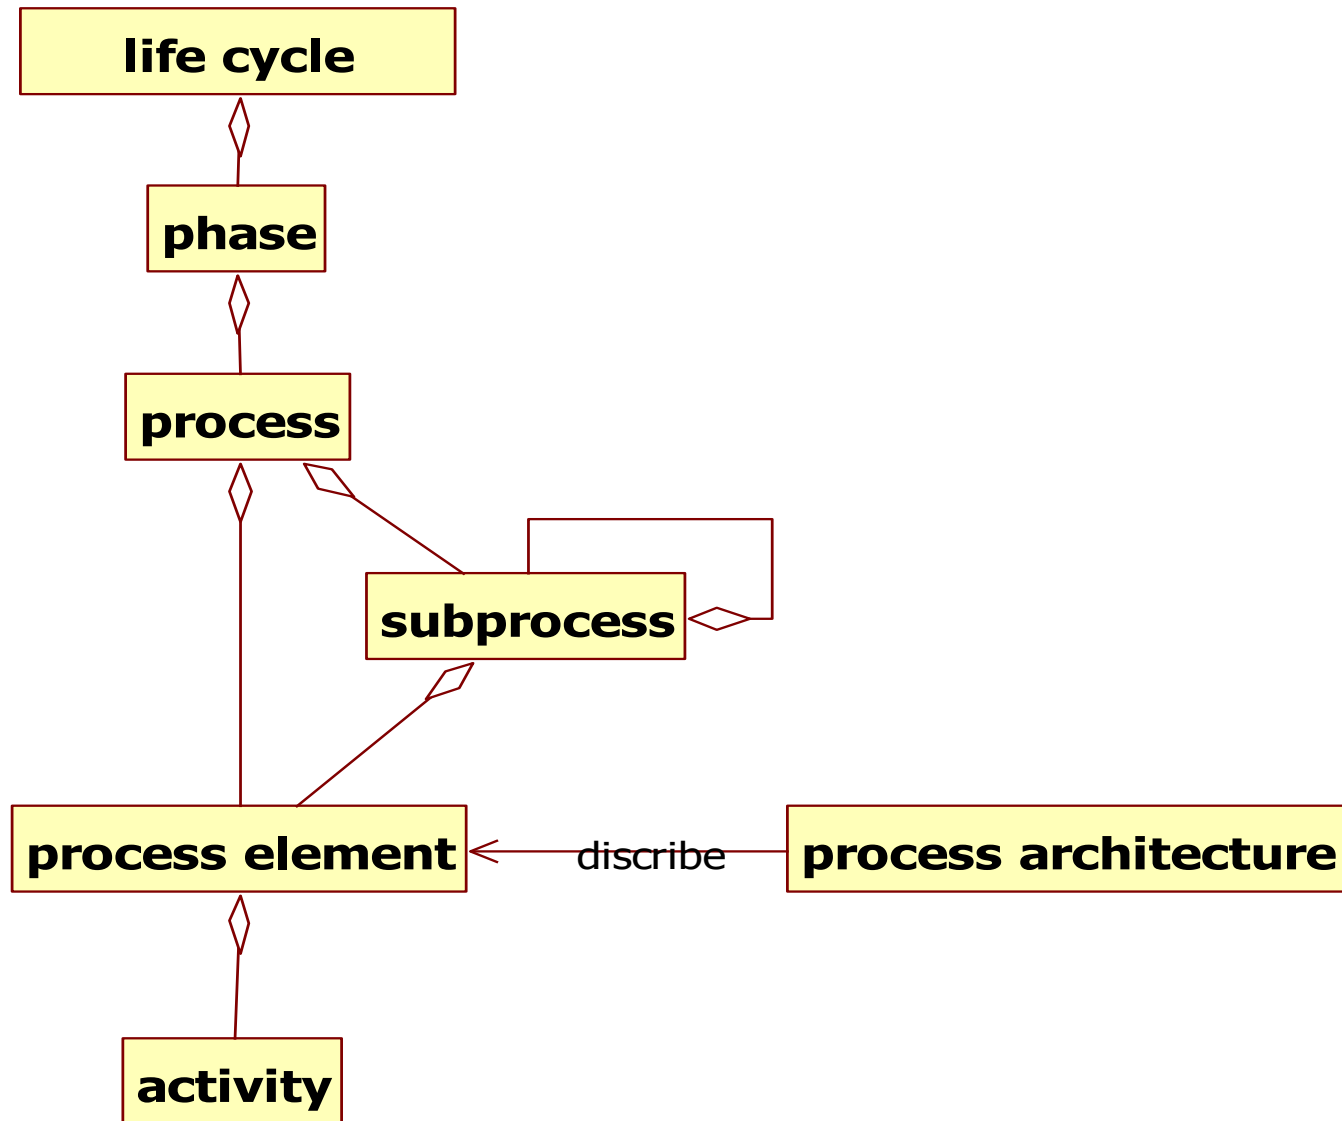 life cycle
phase
process
subprocess
process element
discribe
process architecture
activity